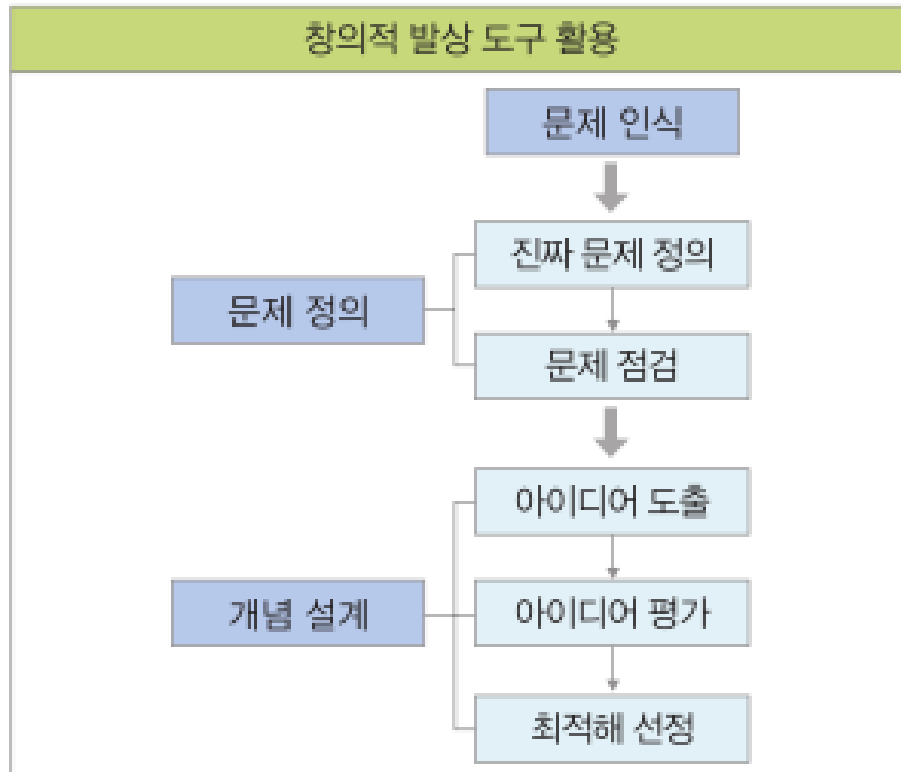 창의적 발상 도구 활용
문제 인식
진짜 문제 정의
문제 정의
문제 점검
아이디어 도출
개념 설계
아이디어 평가
최적해 선정